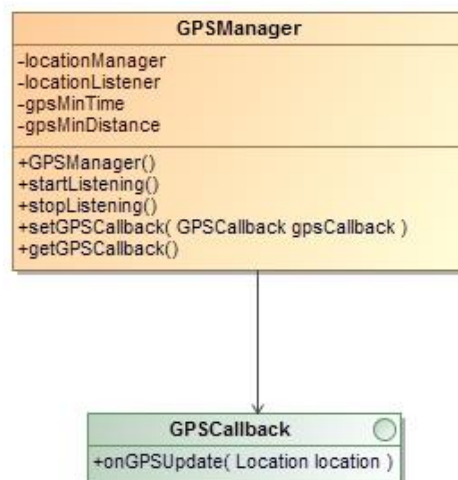 GPSManager
-locationManager
-locationListener
-gpsMinTime
-gpsMinDistance
+GPSManager()
+startListening()
+stopListening()
+setGPSCallback( GPSCallback gpsCallback )
+getGPSCallback()
GPSCallback
+onGPSUpdate( Location location )